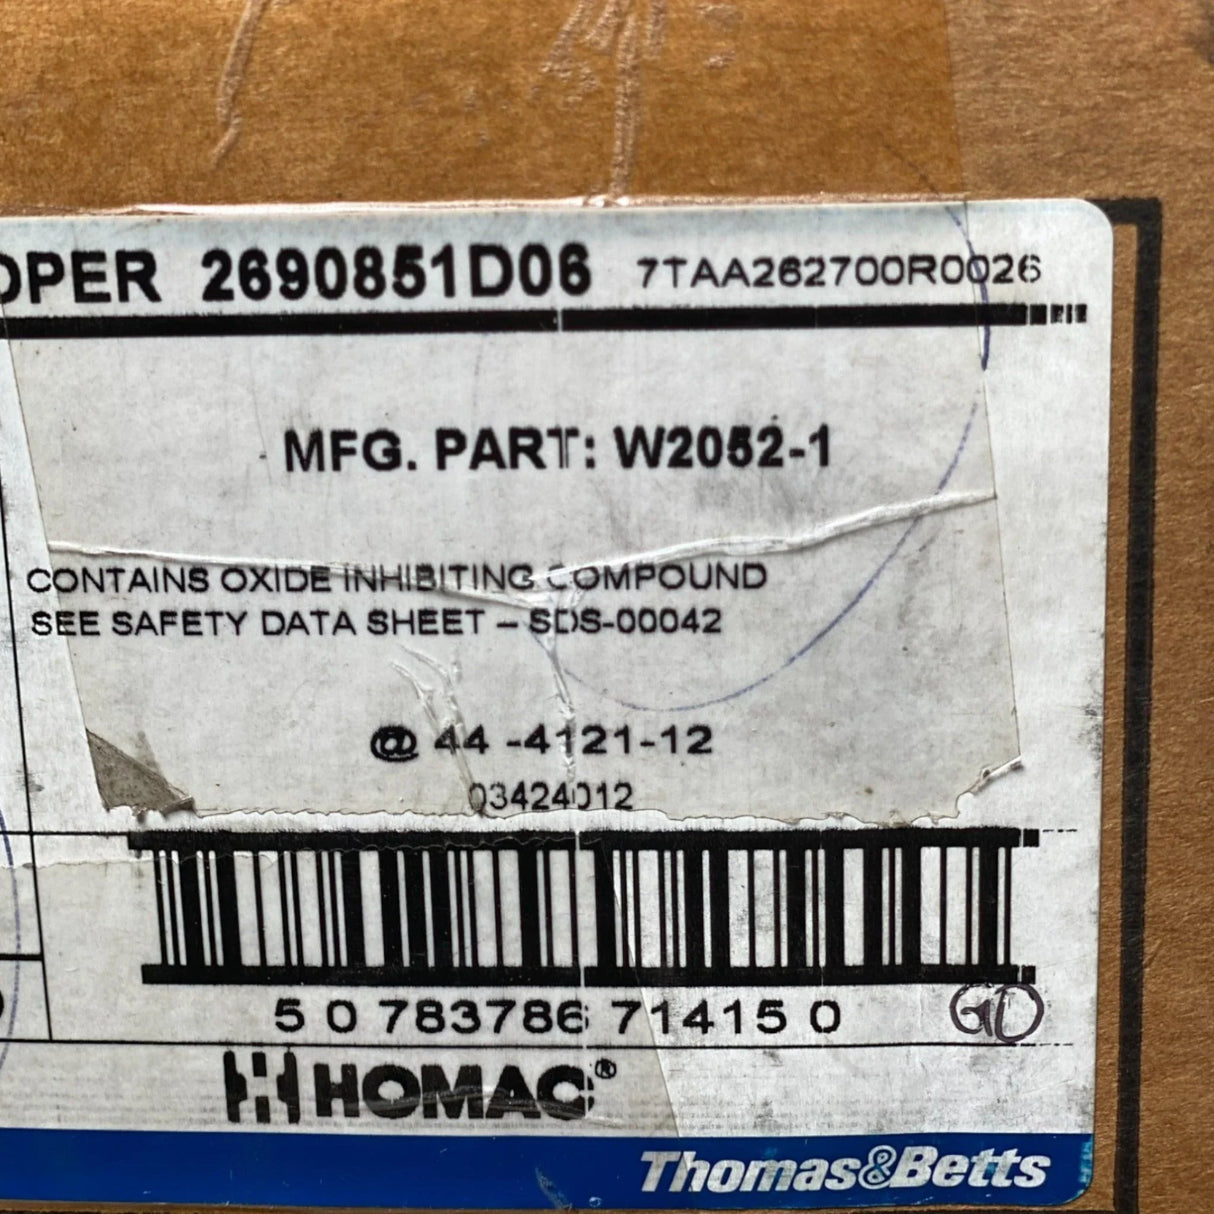 OPER 2690851D06 7TAA262700R0026
MFG. PART: W2052-1
CONTAINS OXIDE INHIBITING COMPOUND
SEE SAFETY DATA SHEET – SDS-00042
@ 44 -4121-12
03424012
5 0 783786 71415 0
GD
HOMAC®
Thomas&Betts